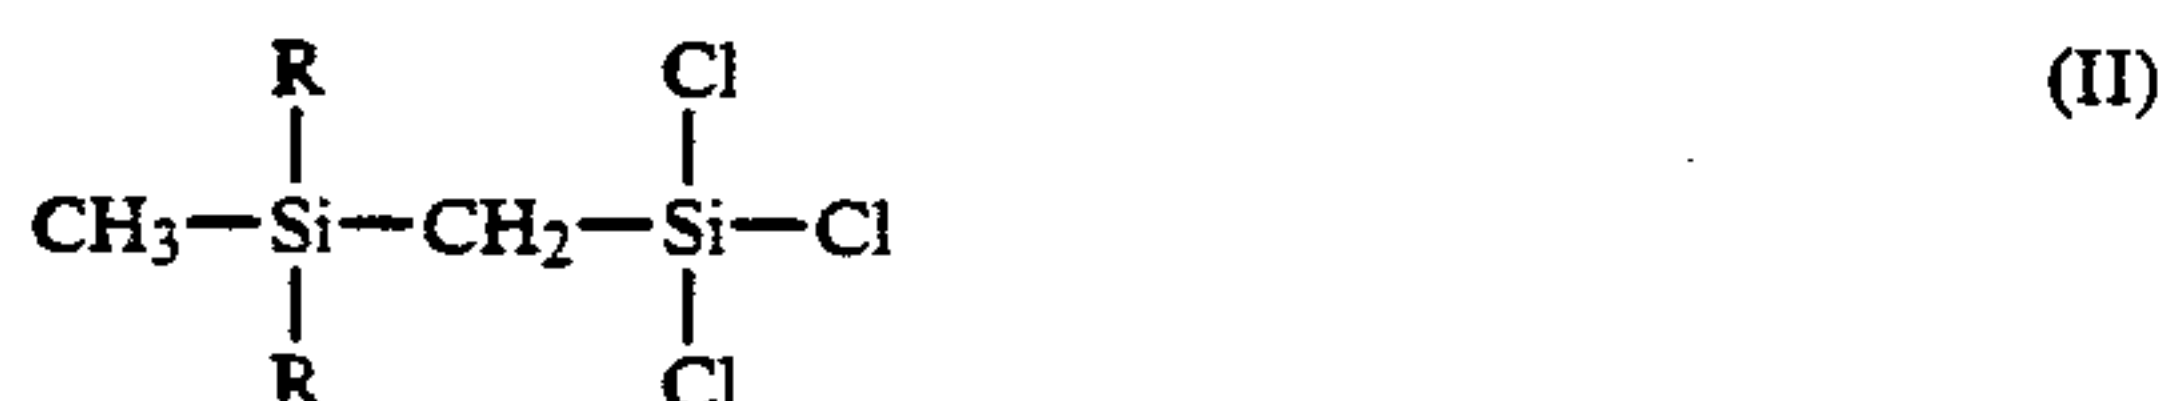 R Cl (II)
CH₃—Si—CH₂—Si—Cl
R Cl